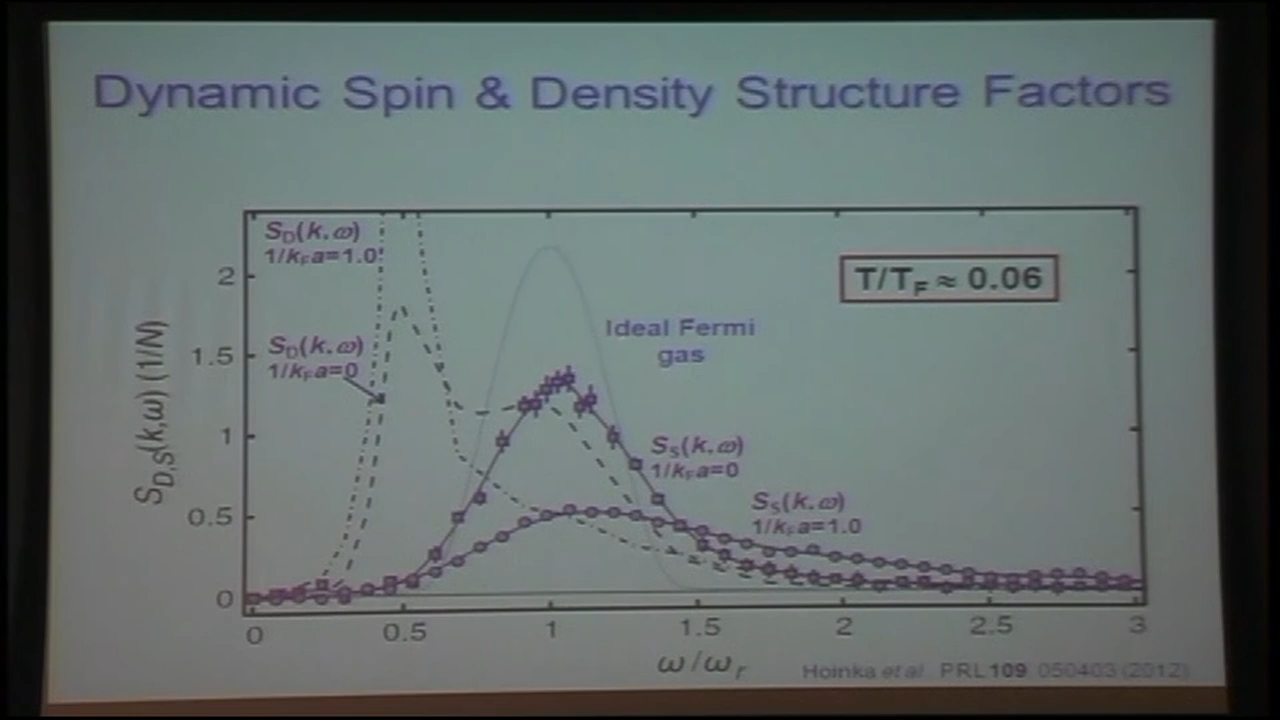 Dynamic Spin & Density Structure Factors
S_D(k,ω)
1/k_Fa=1.0
T/T_F ≈ 0.06
Ideal Fermi
gas
S_D(k,ω)
1/k_Fa=0
S_S(k,ω)
1/k_Fa=0
S_S(k,ω)
1/k_Fa=1.0
S_D,S(k,ω) (1/N)
2
1.5
1
0.5
0
0
0.5
1
1.5
2
2.5
3
ω/ω_r
Hoinka et al., PRL 109, 050403 (2012)